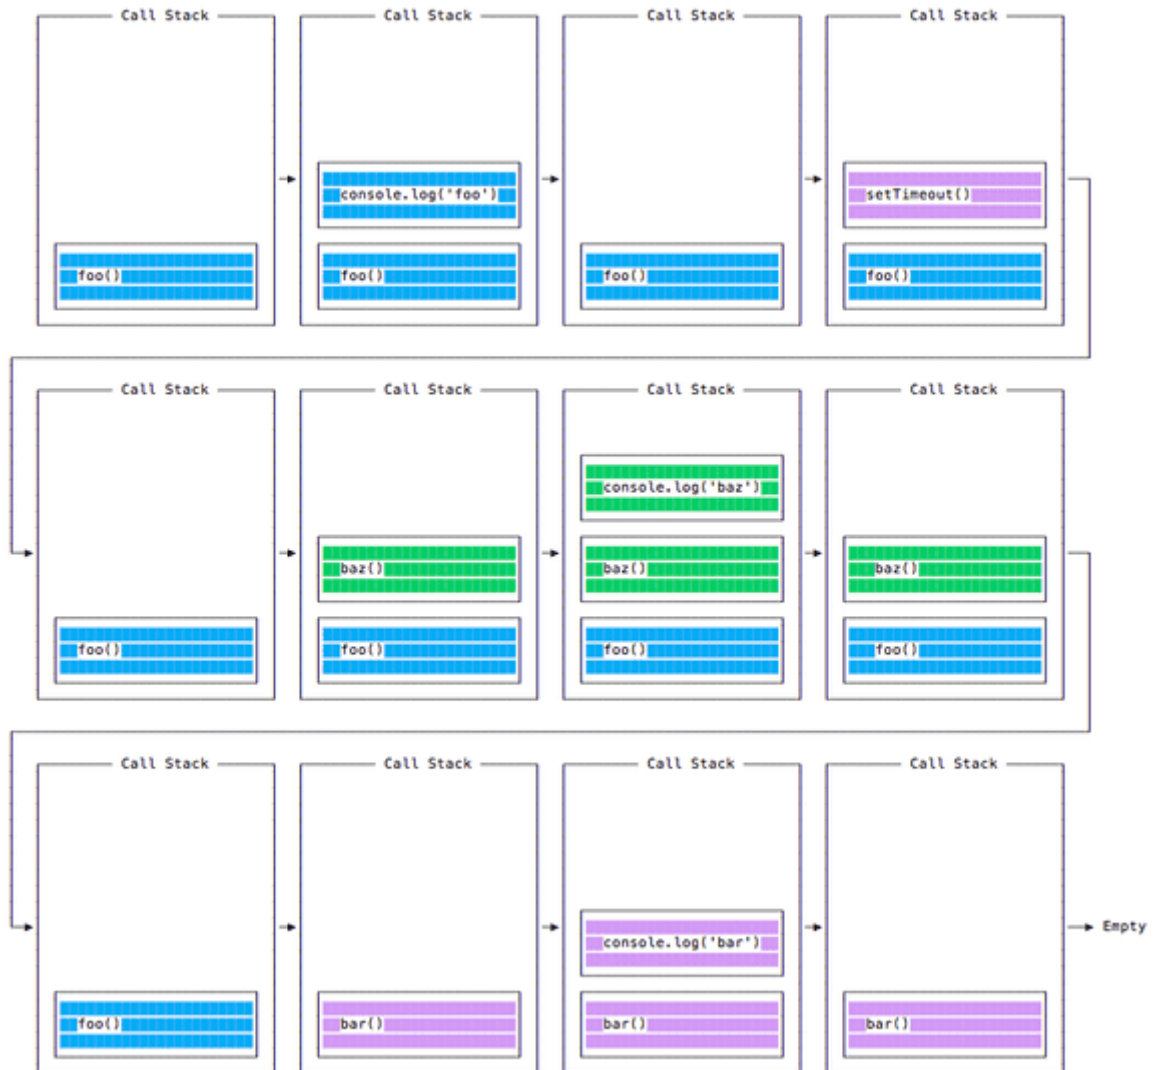 Call Stack Call Stack Call Stack Call Stack
console.log('foo') setTimeout()
foo() foo() foo() foo()
Call Stack Call Stack Call Stack Call Stack
console.log('baz')
baz() baz() baz()
foo() foo() foo() foo()
Call Stack Call Stack Call Stack Call Stack
Empty
console.log('bar')
foo() bar() bar() bar()